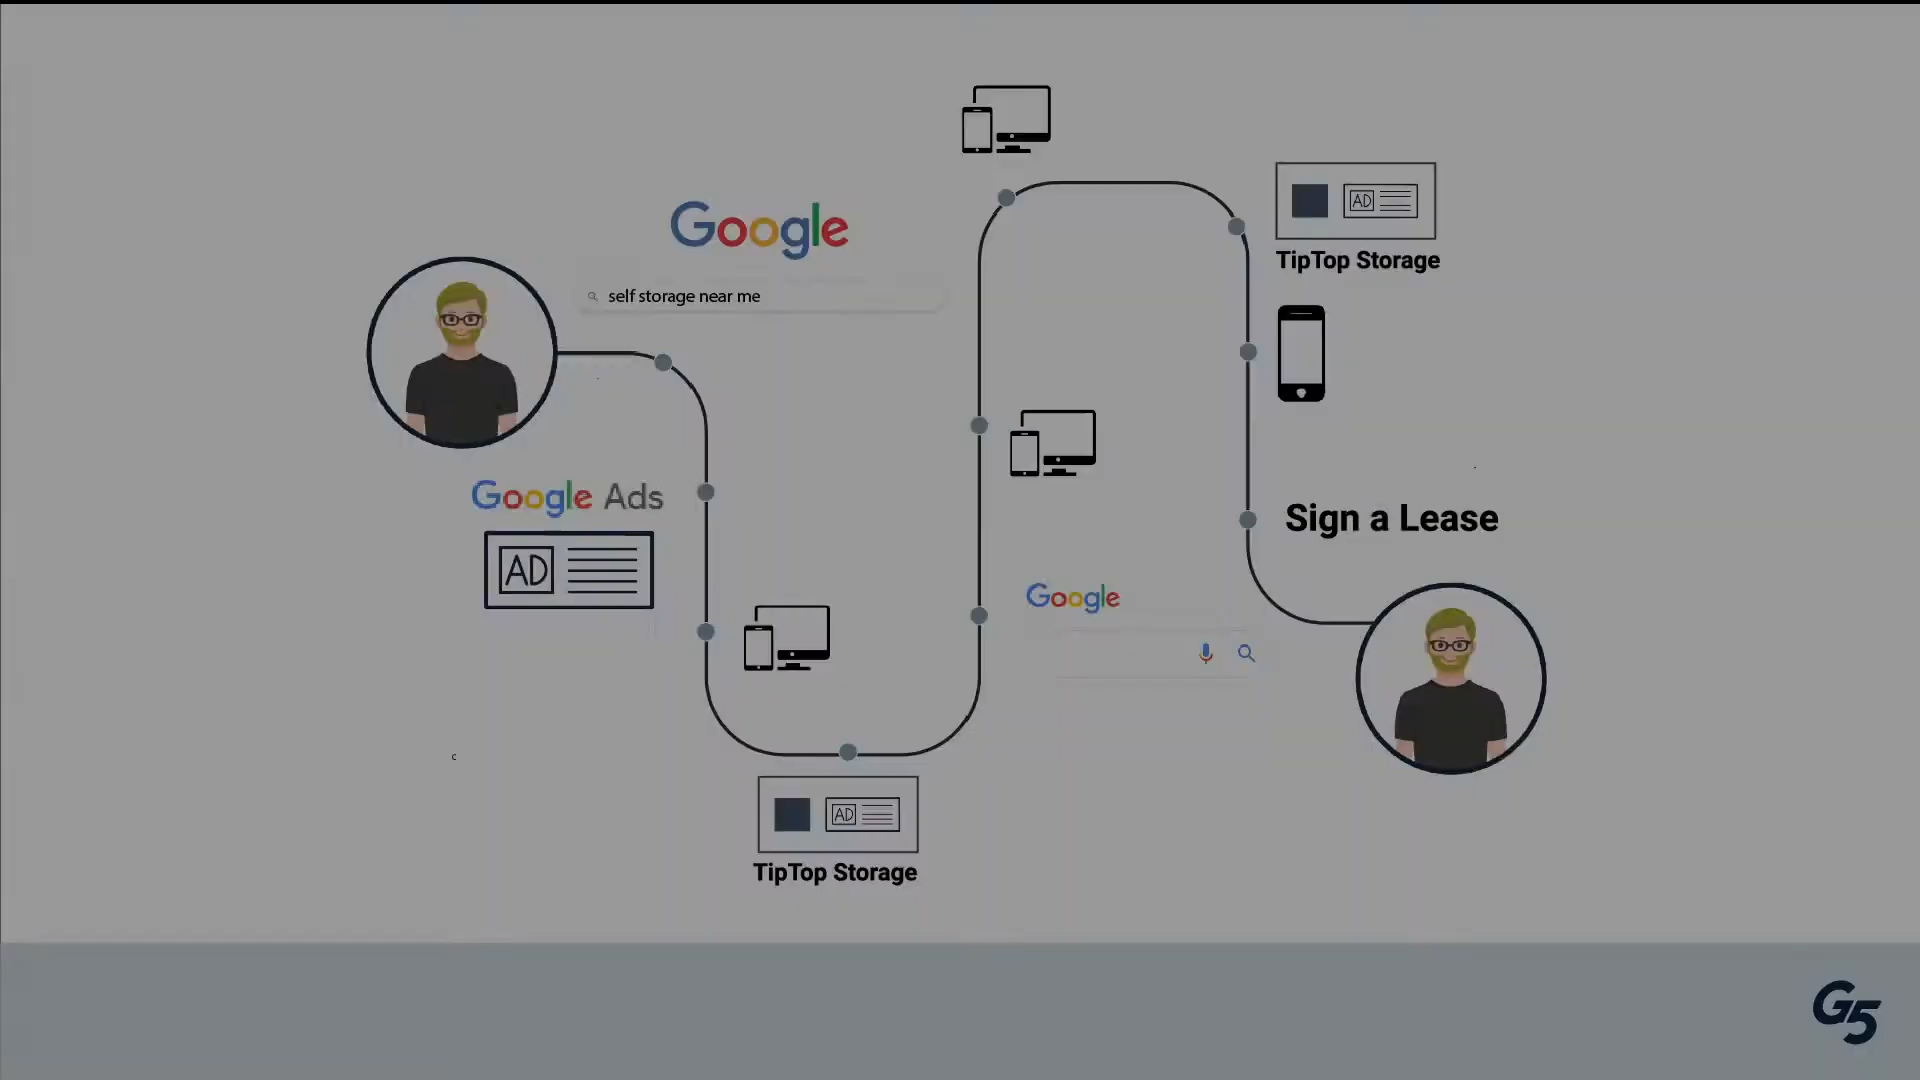 Google
self storage near me
Google Ads
AD
AD
TipTop Storage
Google
AD
TipTop Storage
Sign a Lease
c
G5